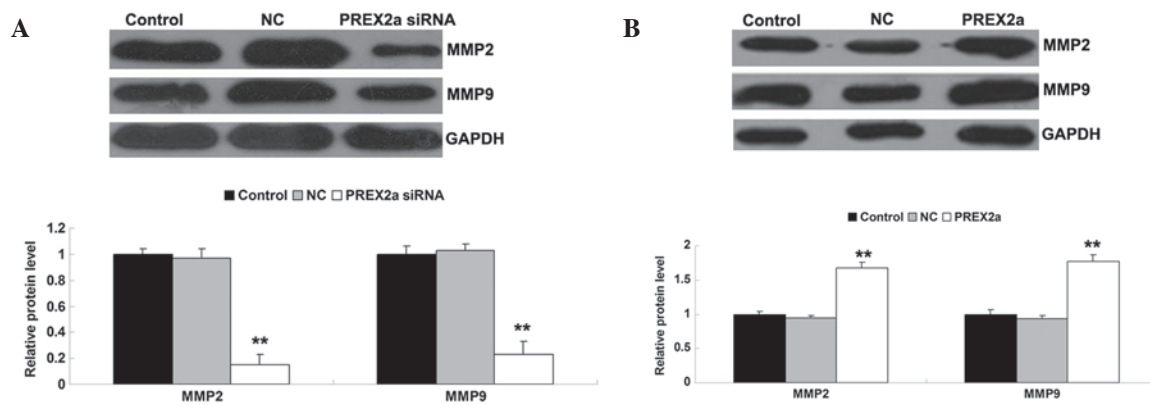 A
Control NC PREX2a siRNA
MMP2
MMP9
GAPDH
Control NC PREX2a siRNA
Relative protein level
1.2
1
0.8
0.6
0.4
0.2
0
**
**
MMP2 MMP9
B
Control NC PREX2a
MMP2
MMP9
GAPDH
Control NC PREX2a
Relative protein level
2
1.5
1
0.5
0
**
**
MMP2 MMP9